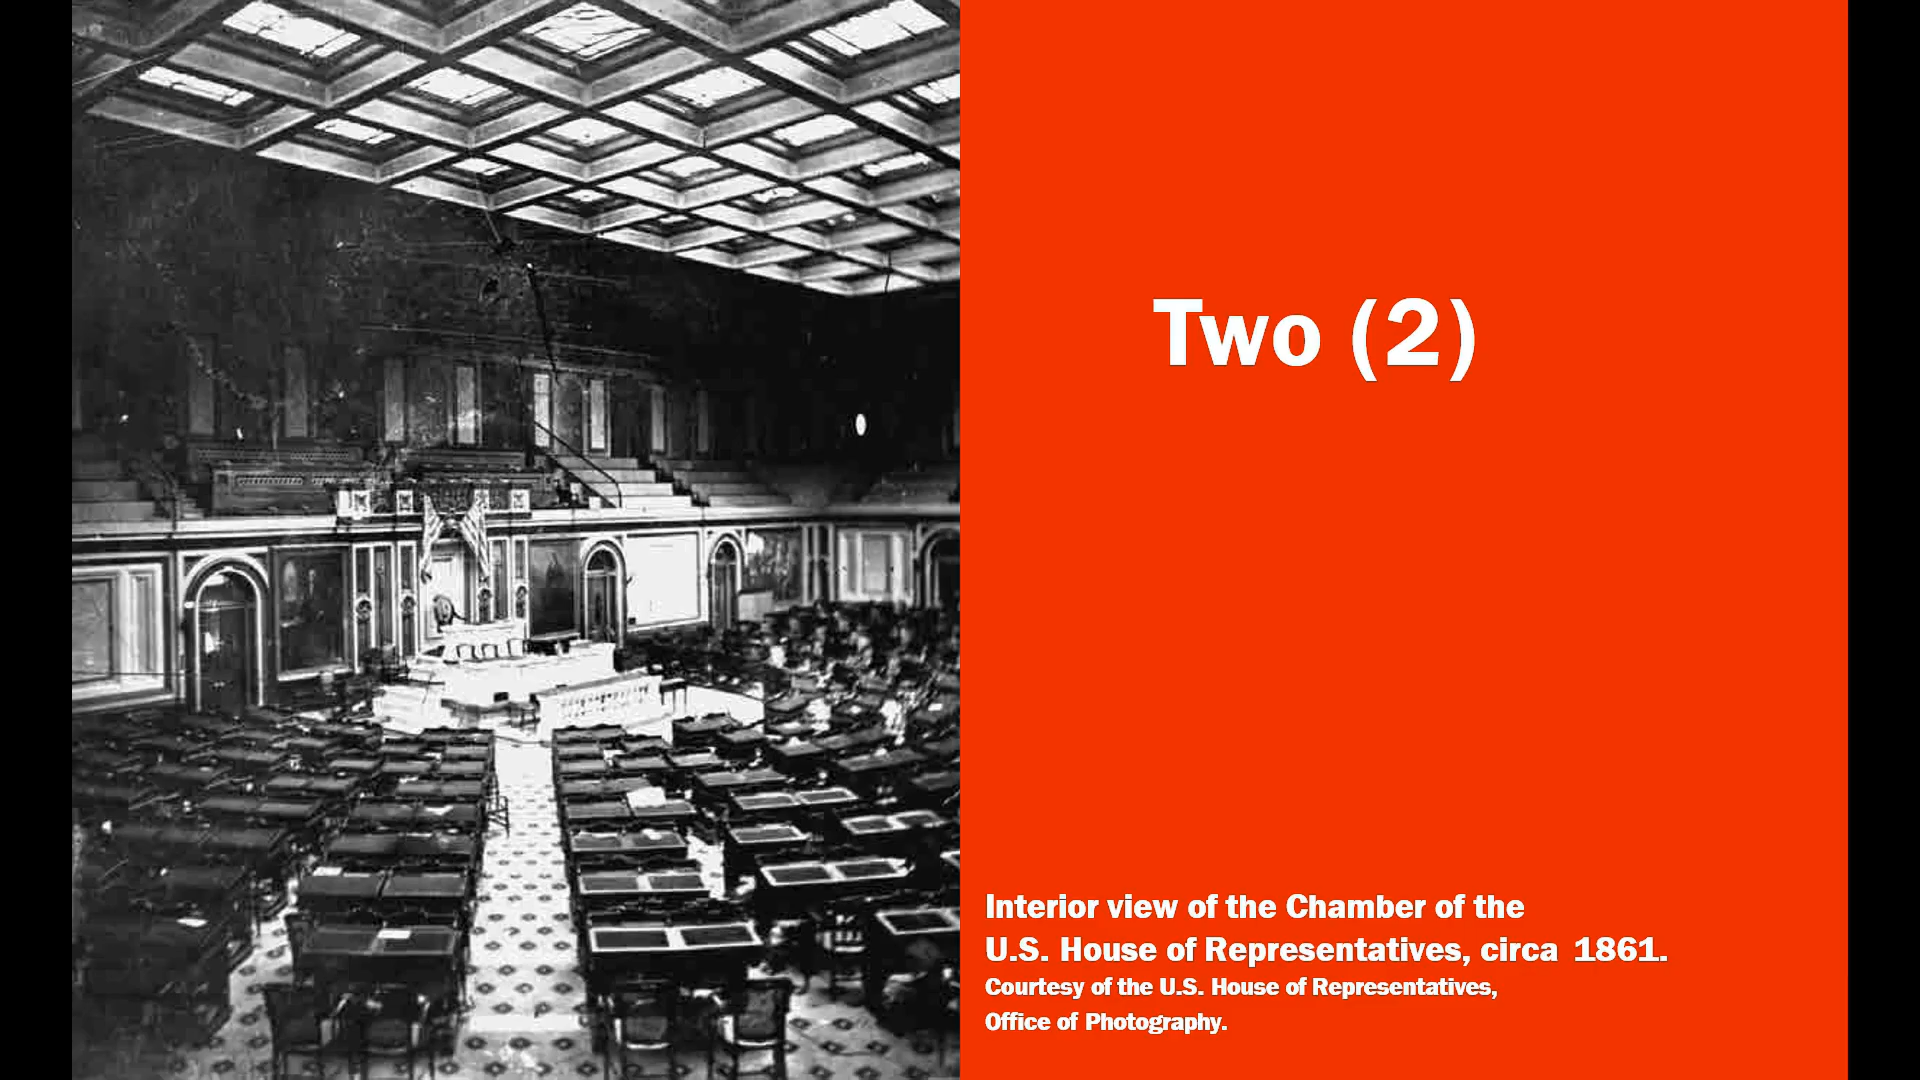 Two (2)
Interior view of the Chamber of the
U.S. House of Representatives, circa 1861.
Courtesy of the U.S. House of Representatives,
Office of Photography.